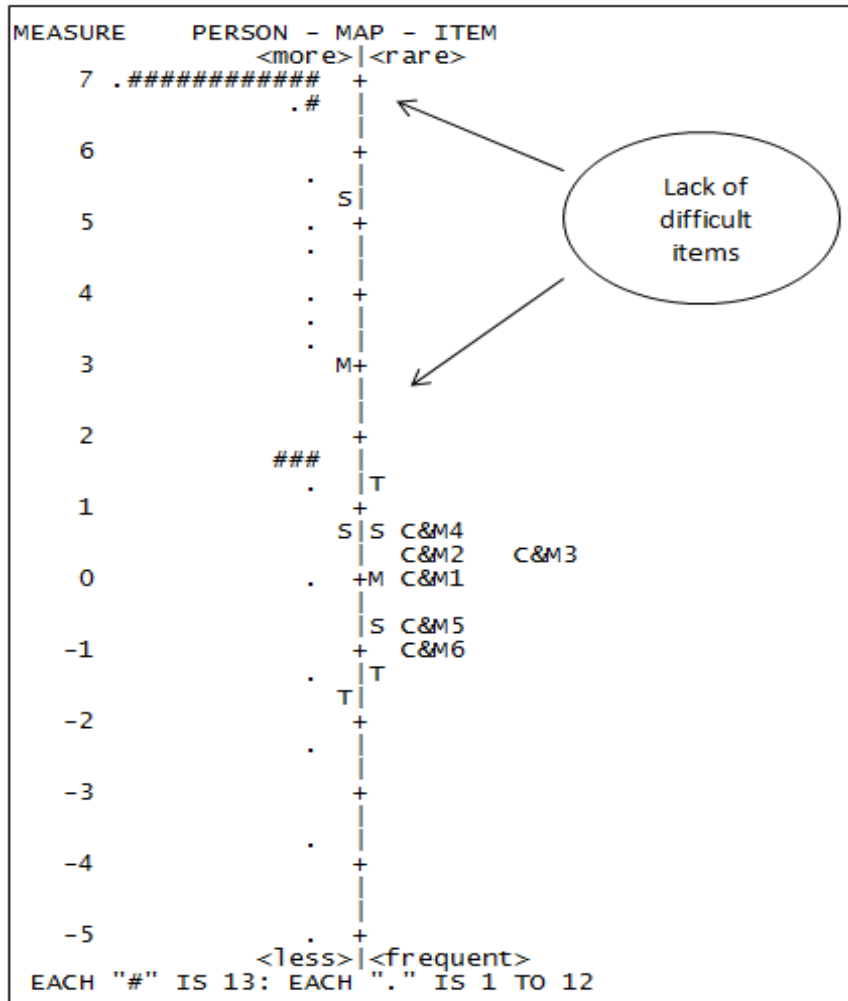 MEASURE PERSON - MAP - ITEM
<more>|<rare>
7 .############ +
.# |
|
6 +
. |
S|
5 . +
. |
|
4 . +
. |
. |
3 M+
|
|
2 +
### |
. |T
1 +
S|S C&M4
| C&M2 C&M3
0 . +M C&M1
|
|S C&M5
-1 + C&M6
. |T
T|
-2 +
. |
|
-3 +
|
. |
-4 +
|
|
-5 . +
<less>|<frequent>
EACH "#" IS 13: EACH "." IS 1 TO 12
Lack of
difficult
items